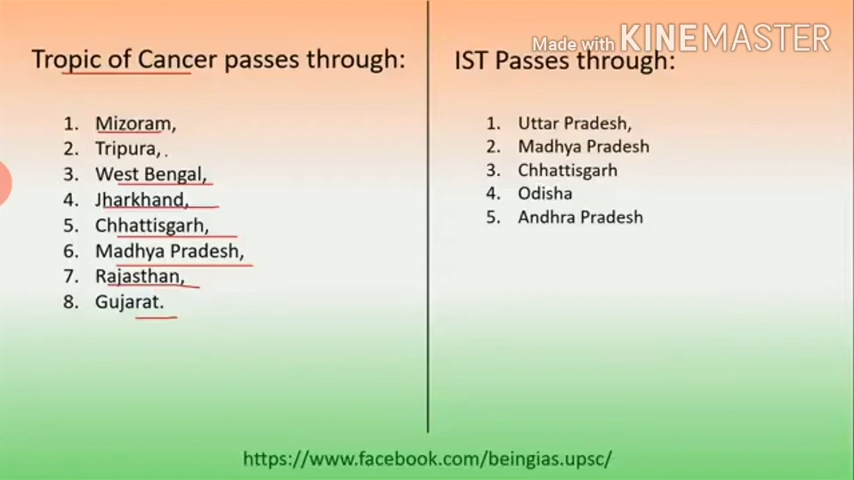 Made with KINEMASTER
Tropic of Cancer passes through:
1. Mizoram,
2. Tripura,.
3. West Bengal,
4. Jharkhand,
5. Chhattisgarh,
6. Madhya Pradesh,
7. Rajasthan,
8. Gujarat.
IST Passes through:
1. Uttar Pradesh,
2. Madhya Pradesh
3. Chhattisgarh
4. Odisha
5. Andhra Pradesh
https://www.facebook.com/beingias.upsc/